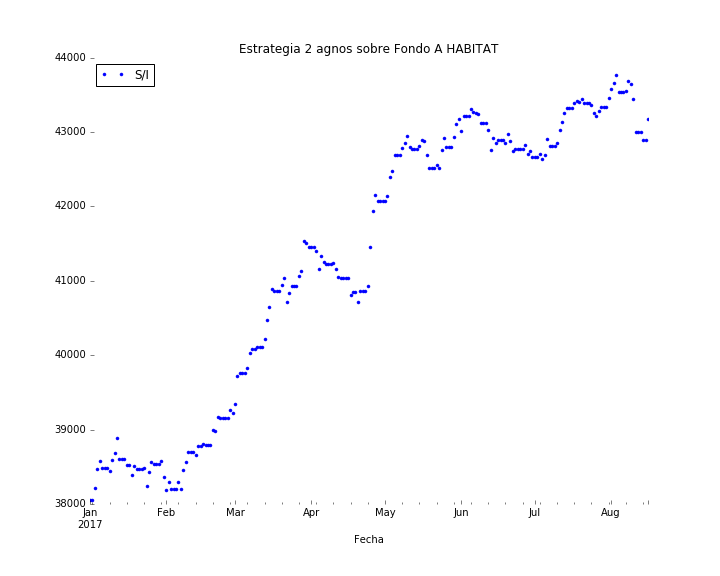 Estrategia 2 agnos sobre Fondo A HABITAT
S/I
44000
43000
42000
41000
40000
39000
38000
Jan Feb Mar Apr May Jun Jul Aug
2017
Fecha